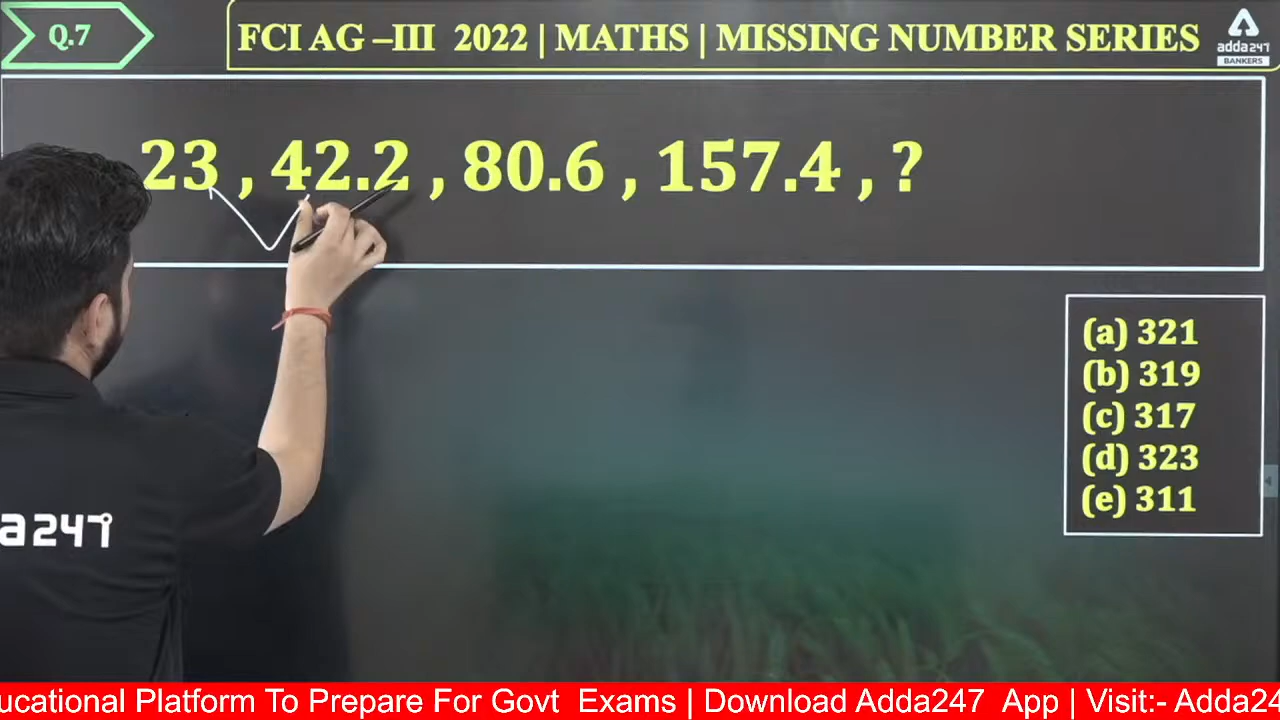 Q.7
FCI AG –III 2022 | MATHS | MISSING NUMBER SERIES
adda247
BANKERS
23 , 42.2 , 80.6 , 157.4 , ?
(a) 321
(b) 319
(c) 317
(d) 323
(e) 311
a247
ucational Platform To Prepare For Govt Exams | Download Adda247 App | Visit:- Adda24